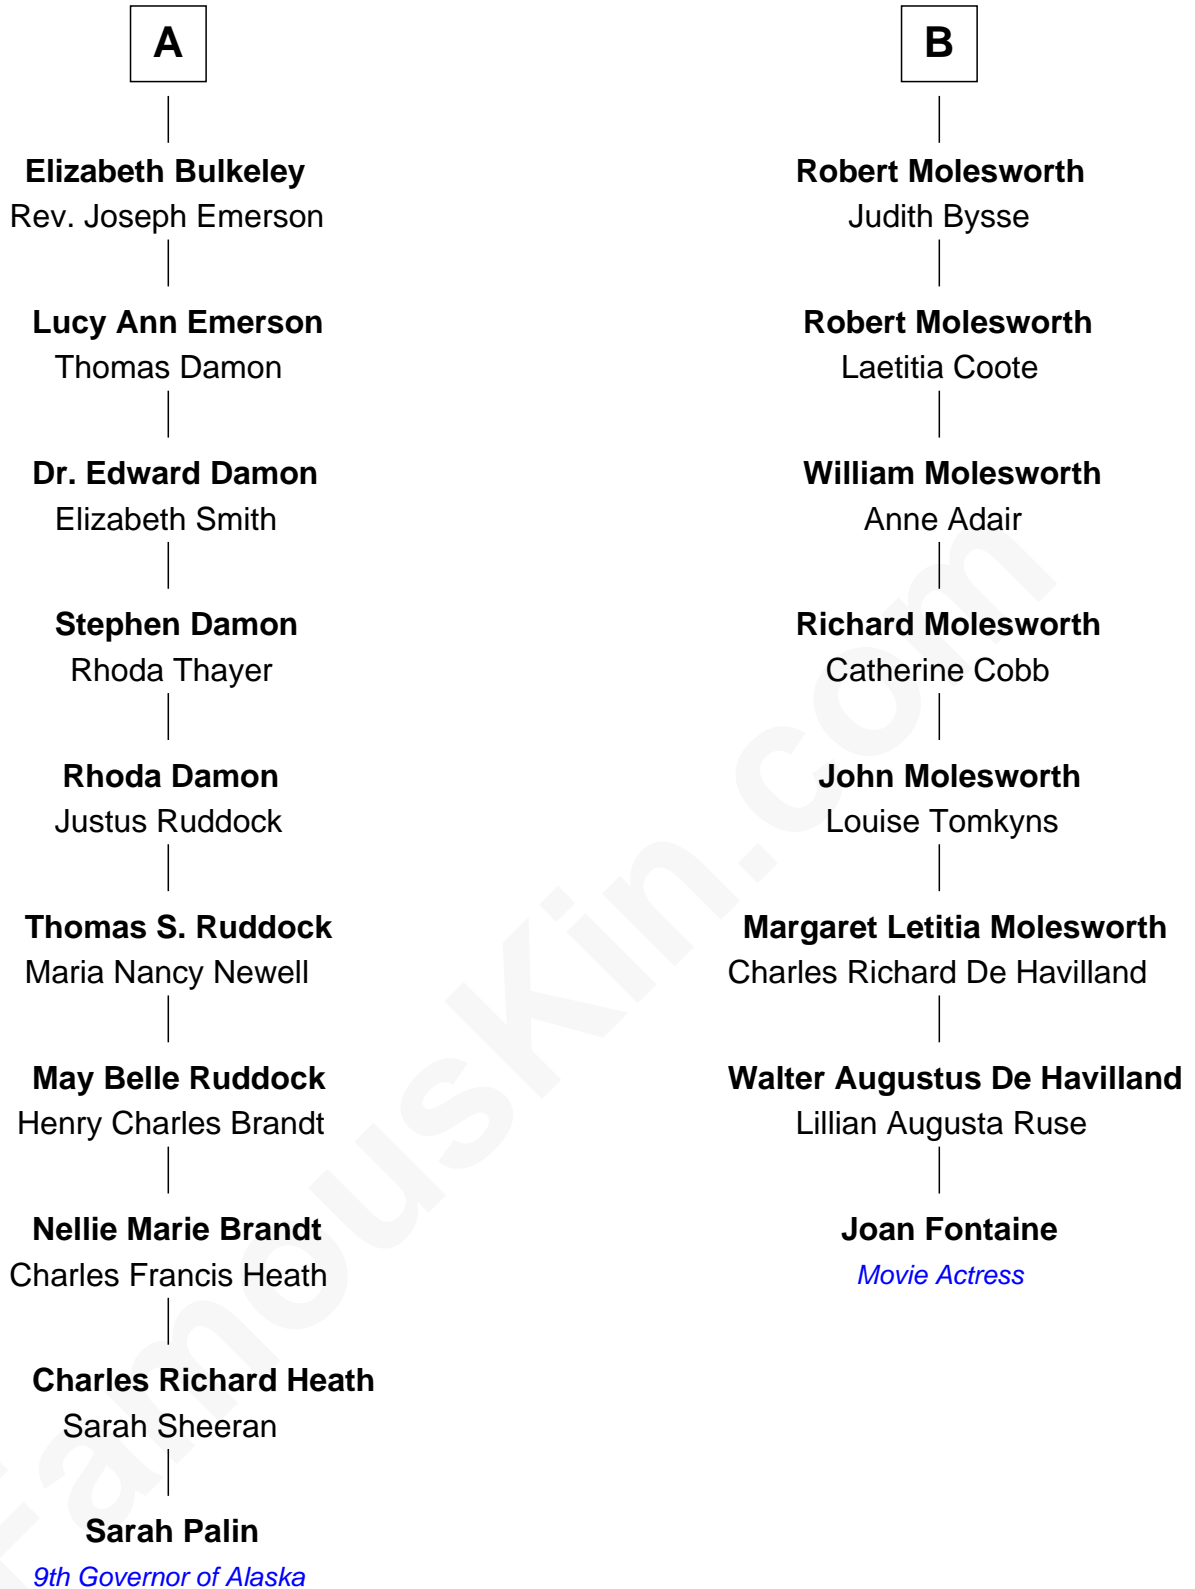 A
Elizabeth Bulkeley
Rev. Joseph Emerson
Lucy Ann Emerson
Thomas Damon
Dr. Edward Damon
Elizabeth Smith
Stephen Damon
Rhoda Thayer
Rhoda Damon
Justus Ruddock
Thomas S. Ruddock
Maria Nancy Newell
May Belle Ruddock
Henry Charles Brandt
Nellie Marie Brandt
Charles Francis Heath
Charles Richard Heath
Sarah Sheeran
Sarah Palin
9th Governor of Alaska
B
Robert Molesworth
Judith Bysse
Robert Molesworth
Laetitia Coote
William Molesworth
Anne Adair
Richard Molesworth
Catherine Cobb
John Molesworth
Louise Tomkyns
Margaret Letitia Molesworth
Charles Richard De Havilland
Walter Augustus De Havilland
Lillian Augusta Ruse
Joan Fontaine
Movie Actress
FamousKin.com